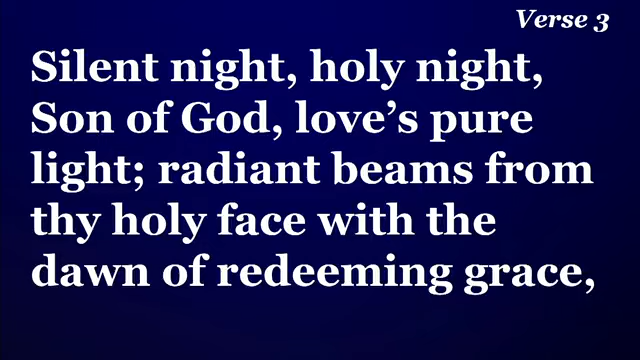 Verse 3
Silent night, holy night,
Son of God, love’s pure
light; radiant beams from
thy holy face with the
dawn of redeeming grace,